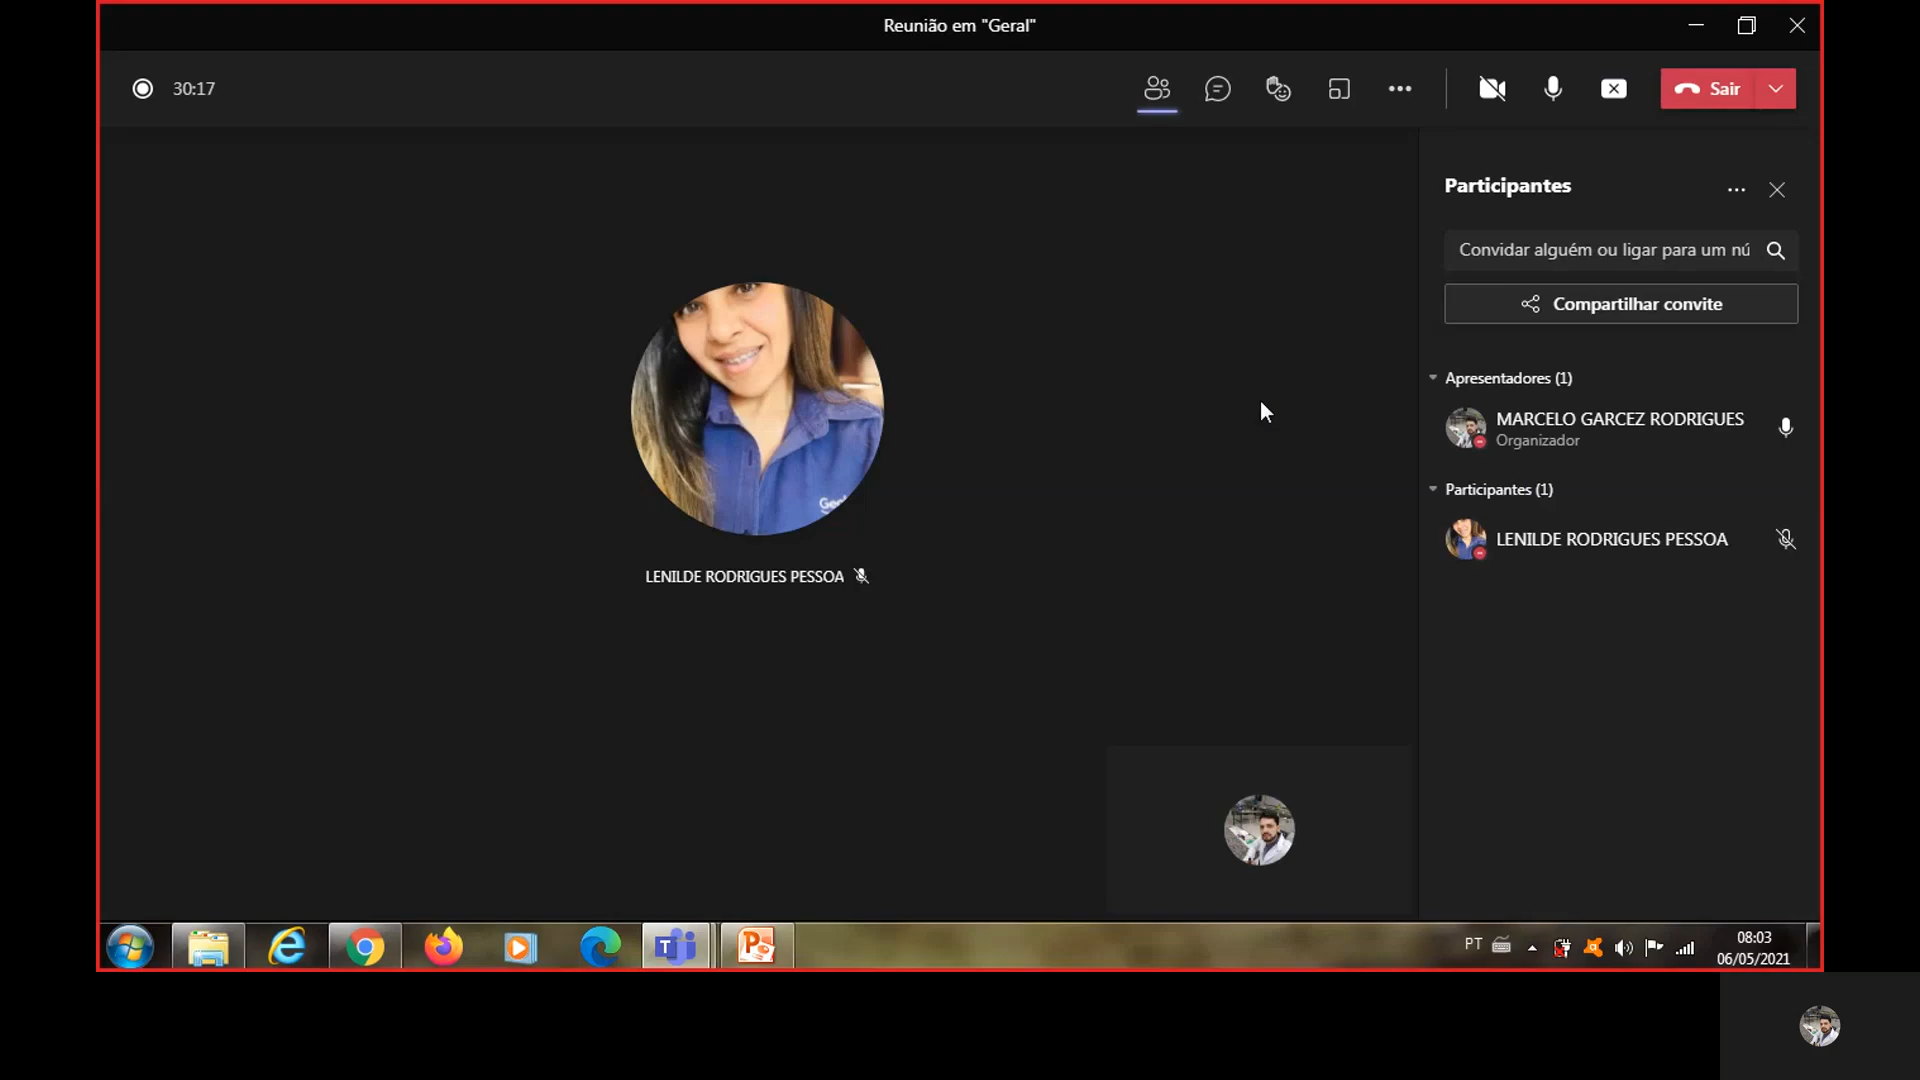 Reunião em "Geral"
30:17
Sair
Participantes
Convidar alguém ou ligar para um nú
Compartilhar convite
Apresentadores (1)
MARCELO GARCEZ RODRIGUES
Organizador
Participantes (1)
LENILDE RODRIGUES PESSOA
LENILDE RODRIGUES PESSOA
PT
08:03
06/05/2021